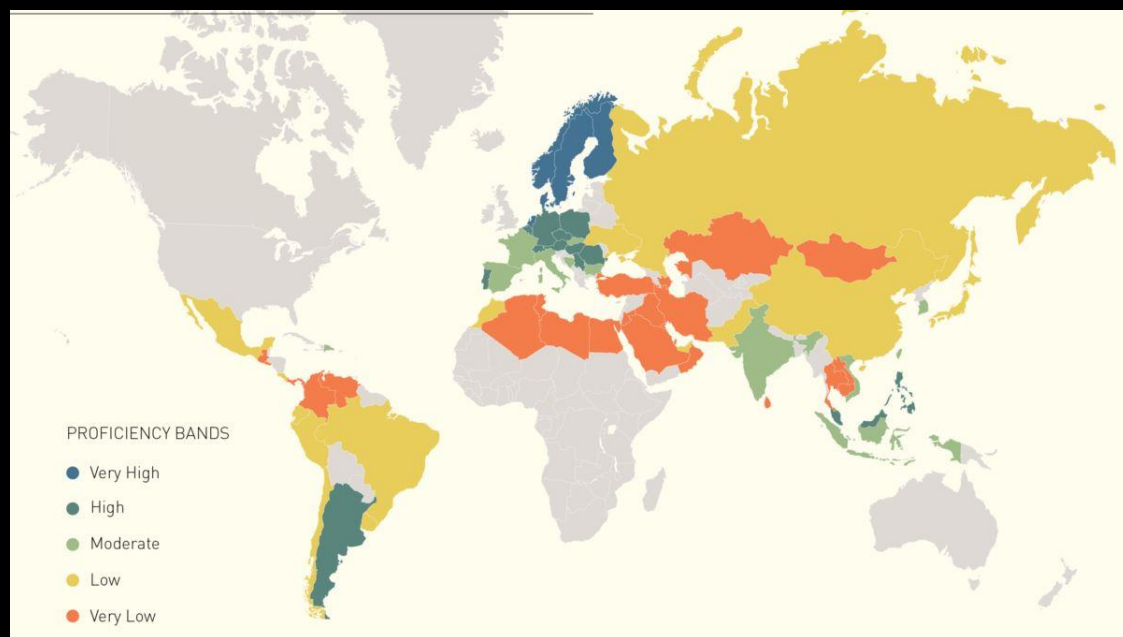 PROFICIENCY BANDS
Very High
High
Moderate
Low
Very Low